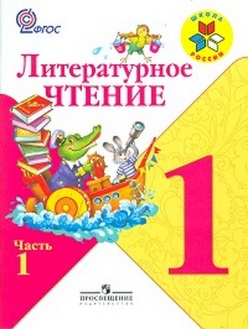 ФГОС
ШКОЛА
РОССИИ
Литературное
ЧТЕНИЕ
1
Часть
1
ПРОСВЕЩЕНИЕ
ИЗДАТЕЛЬСТВО